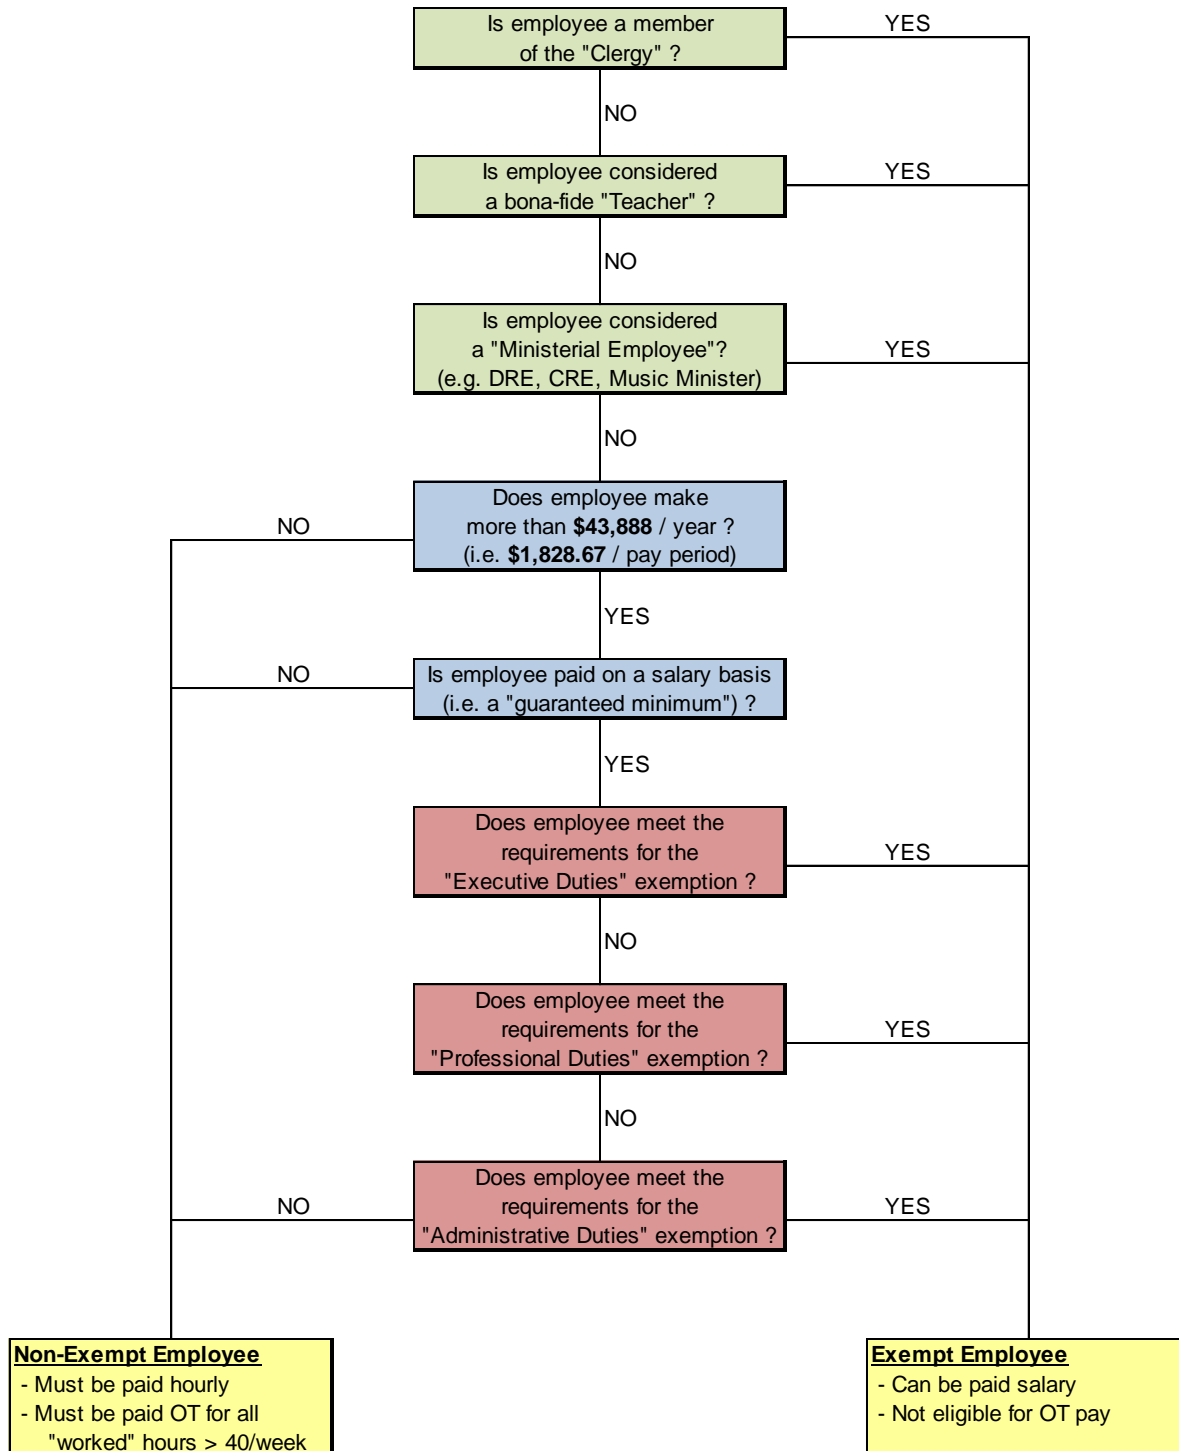 Is employee a member
of the "Clergy" ?
YES
NO
Is employee considered
a bona-fide "Teacher" ?
YES
NO
Is employee considered
a "Ministerial Employee"?
(e.g. DRE, CRE, Music Minister)
YES
NO
Does employee make
more than $43,888 / year ?
(i.e. $1,828.67 / pay period)
NO
YES
Is employee paid on a salary basis
(i.e. a "guaranteed minimum") ?
NO
YES
Does employee meet the
requirements for the
"Executive Duties" exemption ?
YES
NO
Does employee meet the
requirements for the
"Professional Duties" exemption ?
YES
NO
Does employee meet the
requirements for the
"Administrative Duties" exemption ?
NO
YES
Non-Exempt Employee
- Must be paid hourly
- Must be paid OT for all
"worked" hours > 40/week
Exempt Employee
- Can be paid salary
- Not eligible for OT pay